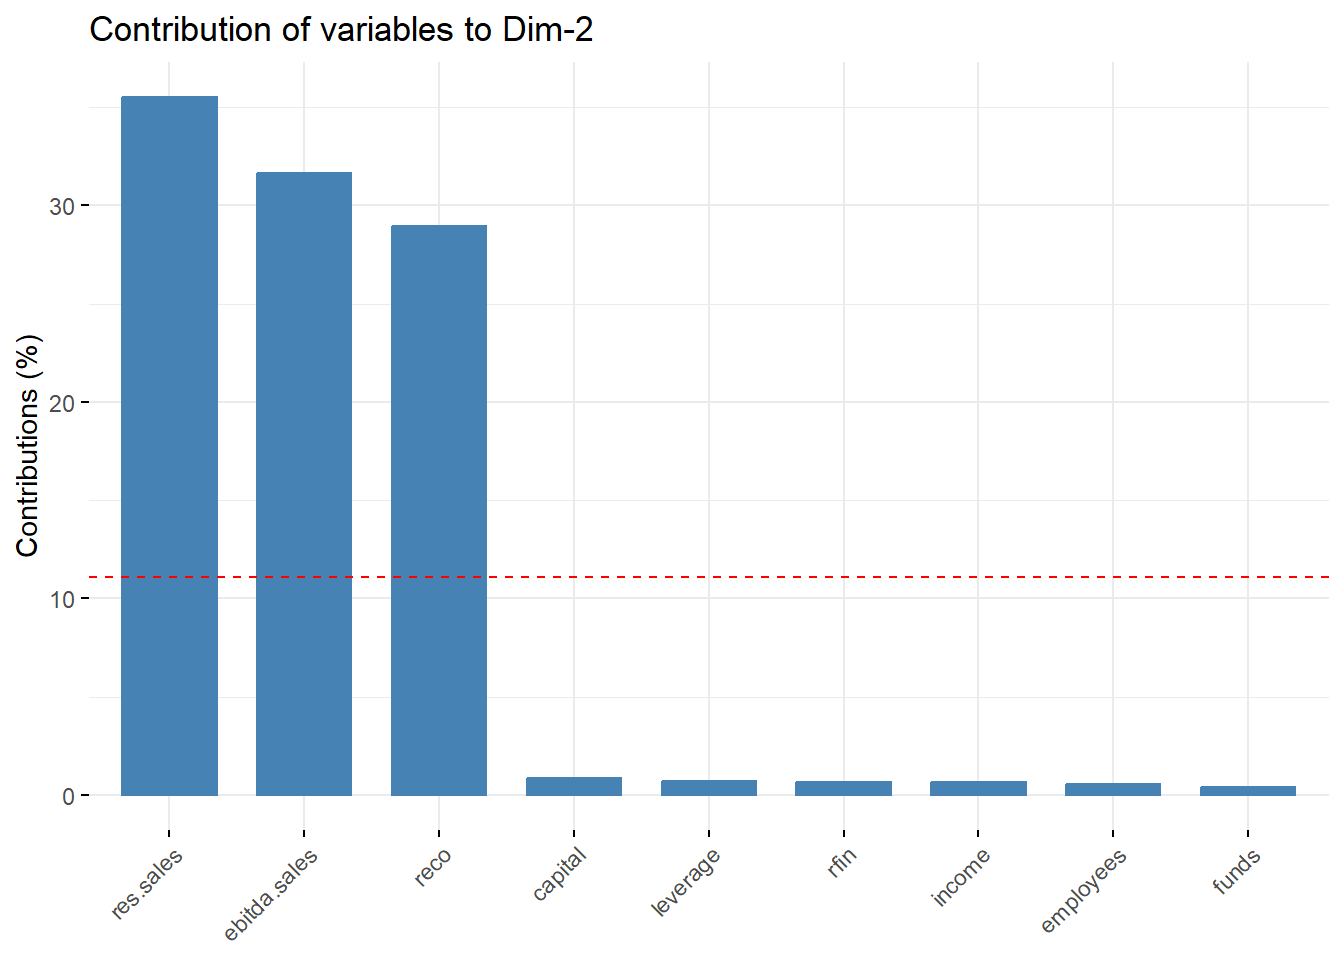 Contribution of variables to Dim-2
Contributions (%)
30
20
10
0
res.sales
ebitda.sales
reco
capital
leverage
rfin
income
employees
funds